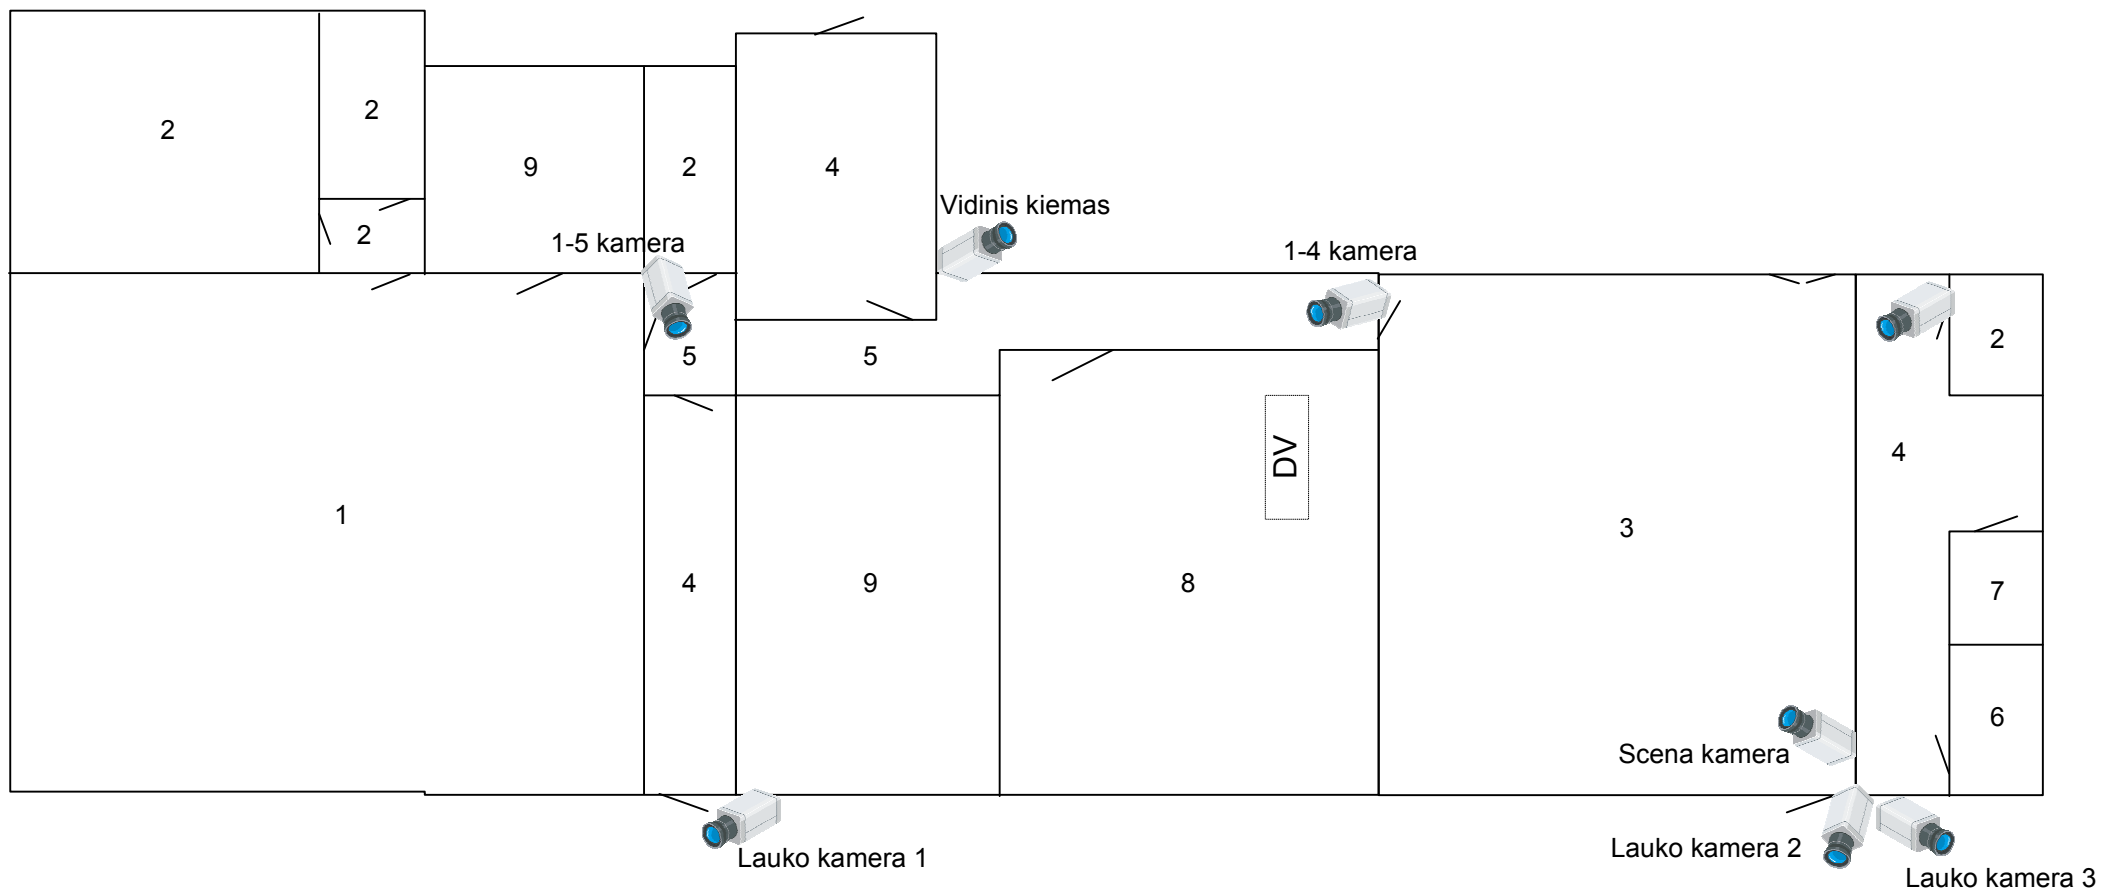 2
2
9
2
4
2
Vidinis kiemas
1-5 kamera
1-4 kamera
5
5
2
DV
4
1
3
4
9
8
7
6
Scena kamera
Lauko kamera 1
Lauko kamera 2
Lauko kamera 3